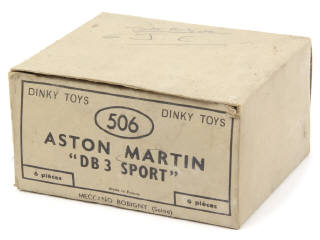 DINKY TOYS 506 DINKY TOYS
ASTON MARTIN
"DB 3 SPORT"
6 pièces Made in France 6 pièces
MECCANO BOBIGNY (Seine)